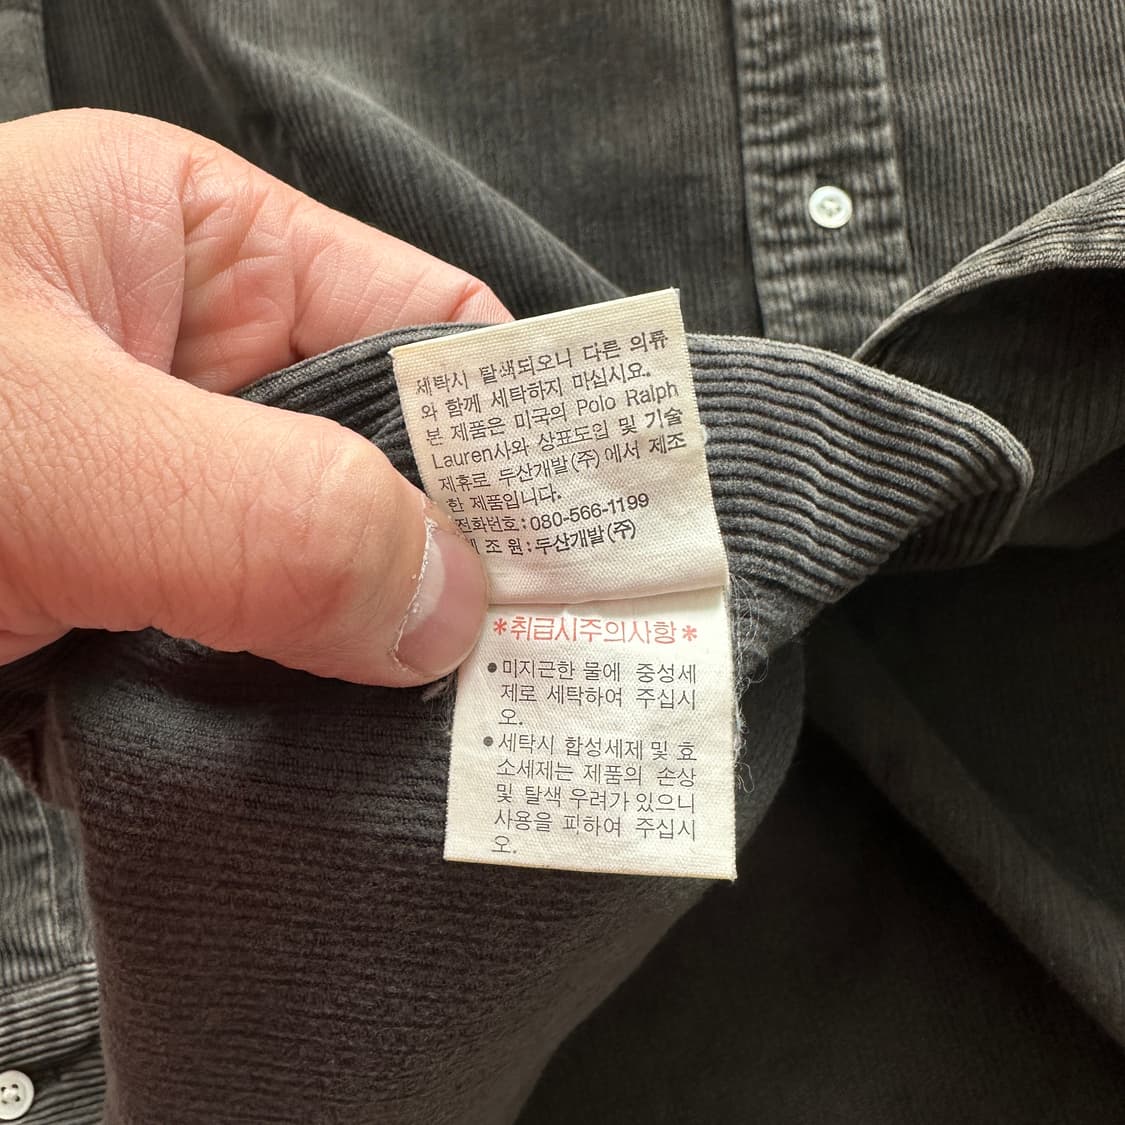 세탁시 탈색되오니 다른 의류
와 함께 세탁하지 마십시요.
본 제품은 미국의 Polo Ralph
Lauren사와 상표도입 및 기술
제휴로 두산개발(주)에서 제조
한 제품입니다.
전화번호:080-566-1199
조 원:두산개발(주)
*취급시주의사항*
●미지근한 물에 중성세
제로 세탁하여 주십시
오.
●세탁시 합성세제 및 효
소세제는 제품의 손상
및 탈색 우려가 있으니
사용을 피하여 주십시
오.